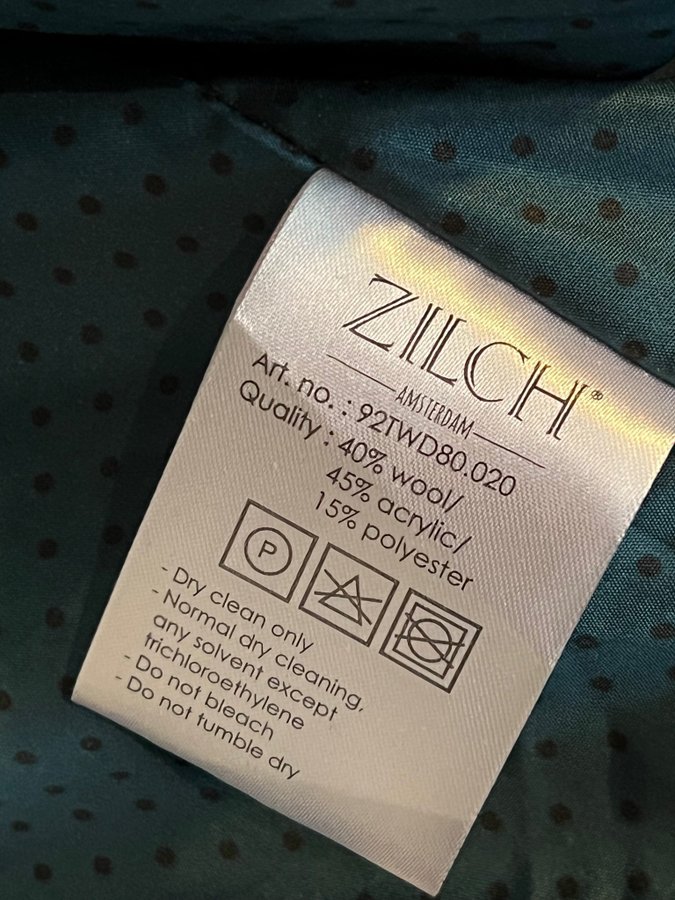 ZILCH®
AMSTERDAM
Art. no. : 92TWD80.020
Quality : 40% wool/
45% acrylic/
15% polyester
P
- Dry clean only
- Normal dry cleaning,
any solvent except
trichloroethylene
- Do not bleach
- Do not tumble dry